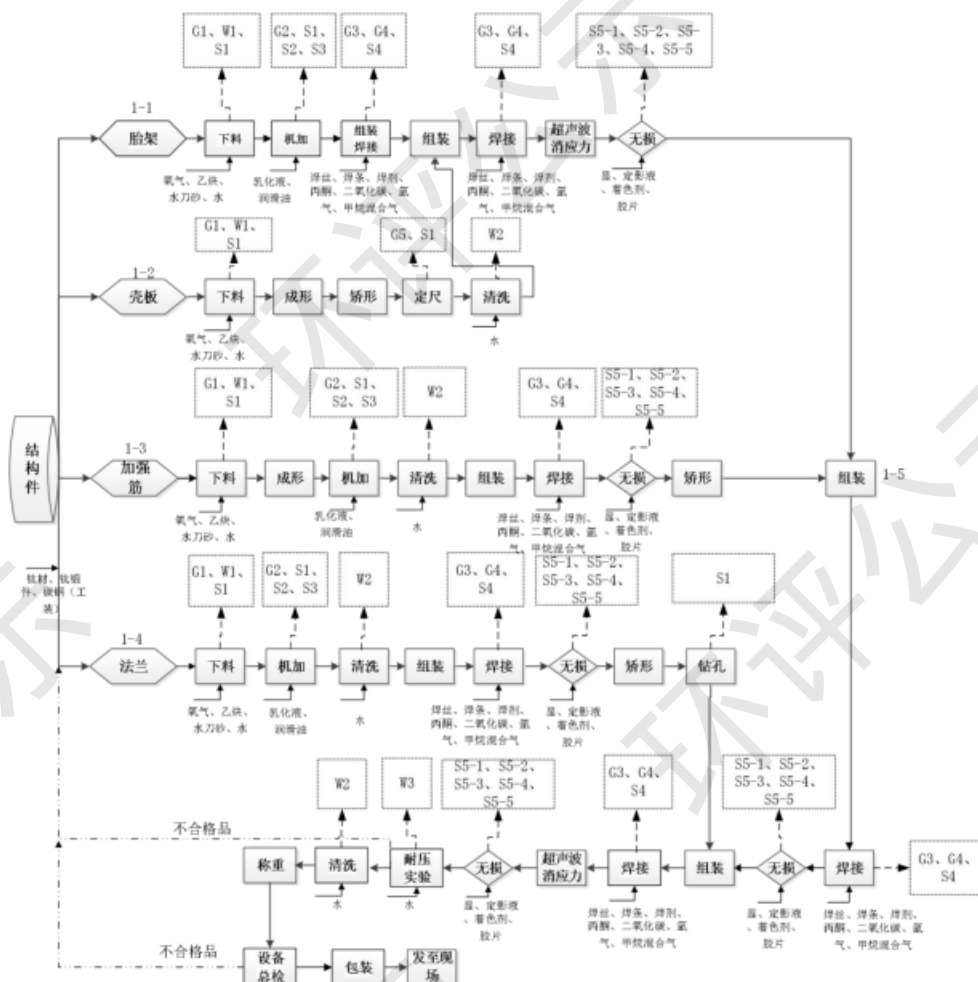 G1、W1、
S1
G2、S1、
S2、S3
G3、G4、
S4
G3、G4、
S4
S5-1、S5-2、S5-
3、S5-4、S5-5
1-1
胎架
下料
机加
组装
焊接
组装
焊接
超声波
消应力
无损
氧气、乙炔、
水刀砂、水
乳化液、
润滑油
焊丝、焊条、焊剂、
丙酮、二氧化碳、氩
气、甲烷混合气
焊丝、焊条、焊剂、
丙酮、二氧化碳、氩
气、甲烷混合气
显、定影液
、着色剂、
胶片
G1、W1、
S1
G5、S1
W2
1-2
壳板
下料
成形
矫形
定尺
清洗
氧气、乙炔、
水刀砂、水
水
G1、W1、
S1
G2、S1、
S2、S3
W2
G3、G4、
S4
S5-1、S5-2、
S5-3、S5-4、
S5-5
结
构
件
1-3
加强
筋
下料
成形
机加
清洗
组装
焊接
无损
矫形
组装
1-5
氧气、乙炔、
水刀砂、水
乳化液、
润滑油
水
焊丝、焊条、焊剂、
丙酮、二氧化碳、氩
气、甲烷混合气
显、定影液
、着色剂、
胶片
钛材、钛锻
件、碳钢（工
装）
G1、W1、
S1
G2、S1、
S2、S3
W2
G3、G4、
S4
S5-1、S5-2、
S5-3、S5-4、
S5-5
S1
1-4
法兰
下料
机加
清洗
组装
焊接
无损
矫形
钻孔
氧气、乙炔、
水刀砂、水
乳化液、
润滑油
水
焊丝、焊条、焊剂、
丙酮、二氧化碳、氩
气、甲烷混合气
显、定影液
、着色剂、
胶片
W2
W3
S5-1、S5-2、
S5-3、S5-4、
S5-5
G3、G4、
S4
S5-1、S5-2、
S5-3、S5-4、
S5-5
不合格品
称重
清洗
耐压
实验
无损
超声波
消应力
焊接
组装
无损
焊接
G3、G4、
S4
水
水
显、定影液
、着色剂、
胶片
焊丝、焊条、焊剂、
丙酮、二氧化碳、氩
气、甲烷混合气
显、定影液
、着色剂、
胶片
焊丝、焊条、焊剂、
丙酮、二氧化碳、氩
气、甲烷混合气
不合格品
设备
总检
包装
发至现
场
环评公示
环评公示
示